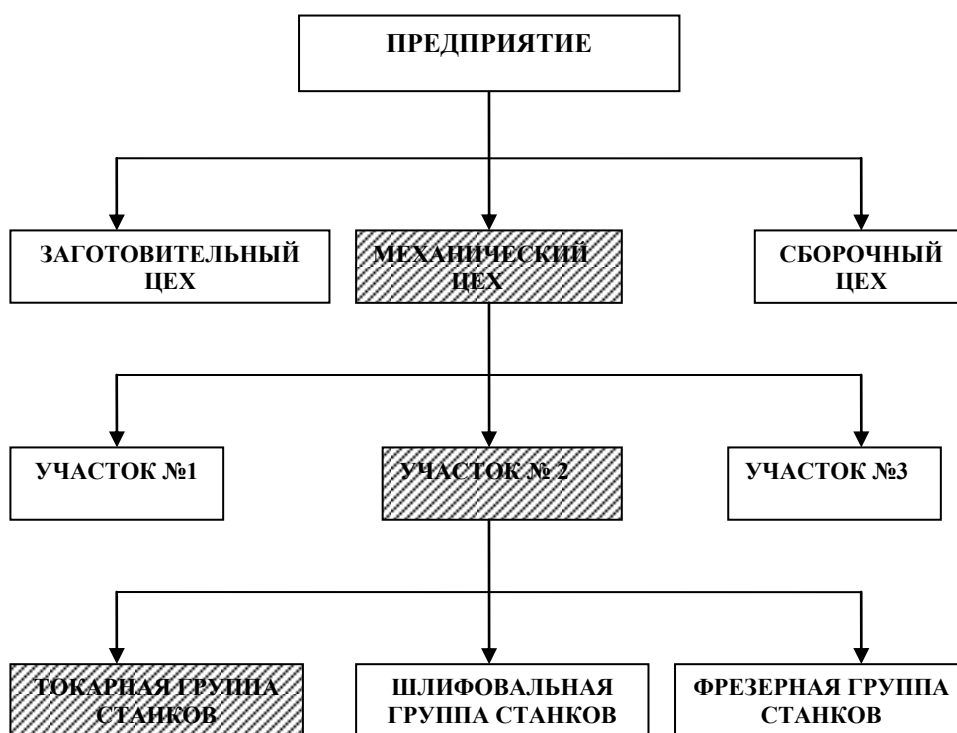 ПРЕДПРИЯТИЕ
ЗАГОТОВИТЕЛЬНЫЙ
ЦЕХ
МЕХАНИЧЕСКИЙ
ЦЕХ
СБОРОЧНЫЙ
ЦЕХ
УЧАСТОК №1
УЧАСТОК № 2
УЧАСТОК №3
ТОКАРНАЯ ГРУППА
СТАНКОВ
ШЛИФОВАЛЬНАЯ
ГРУППА СТАНКОВ
ФРЕЗЕРНАЯ ГРУППА
СТАНКОВ